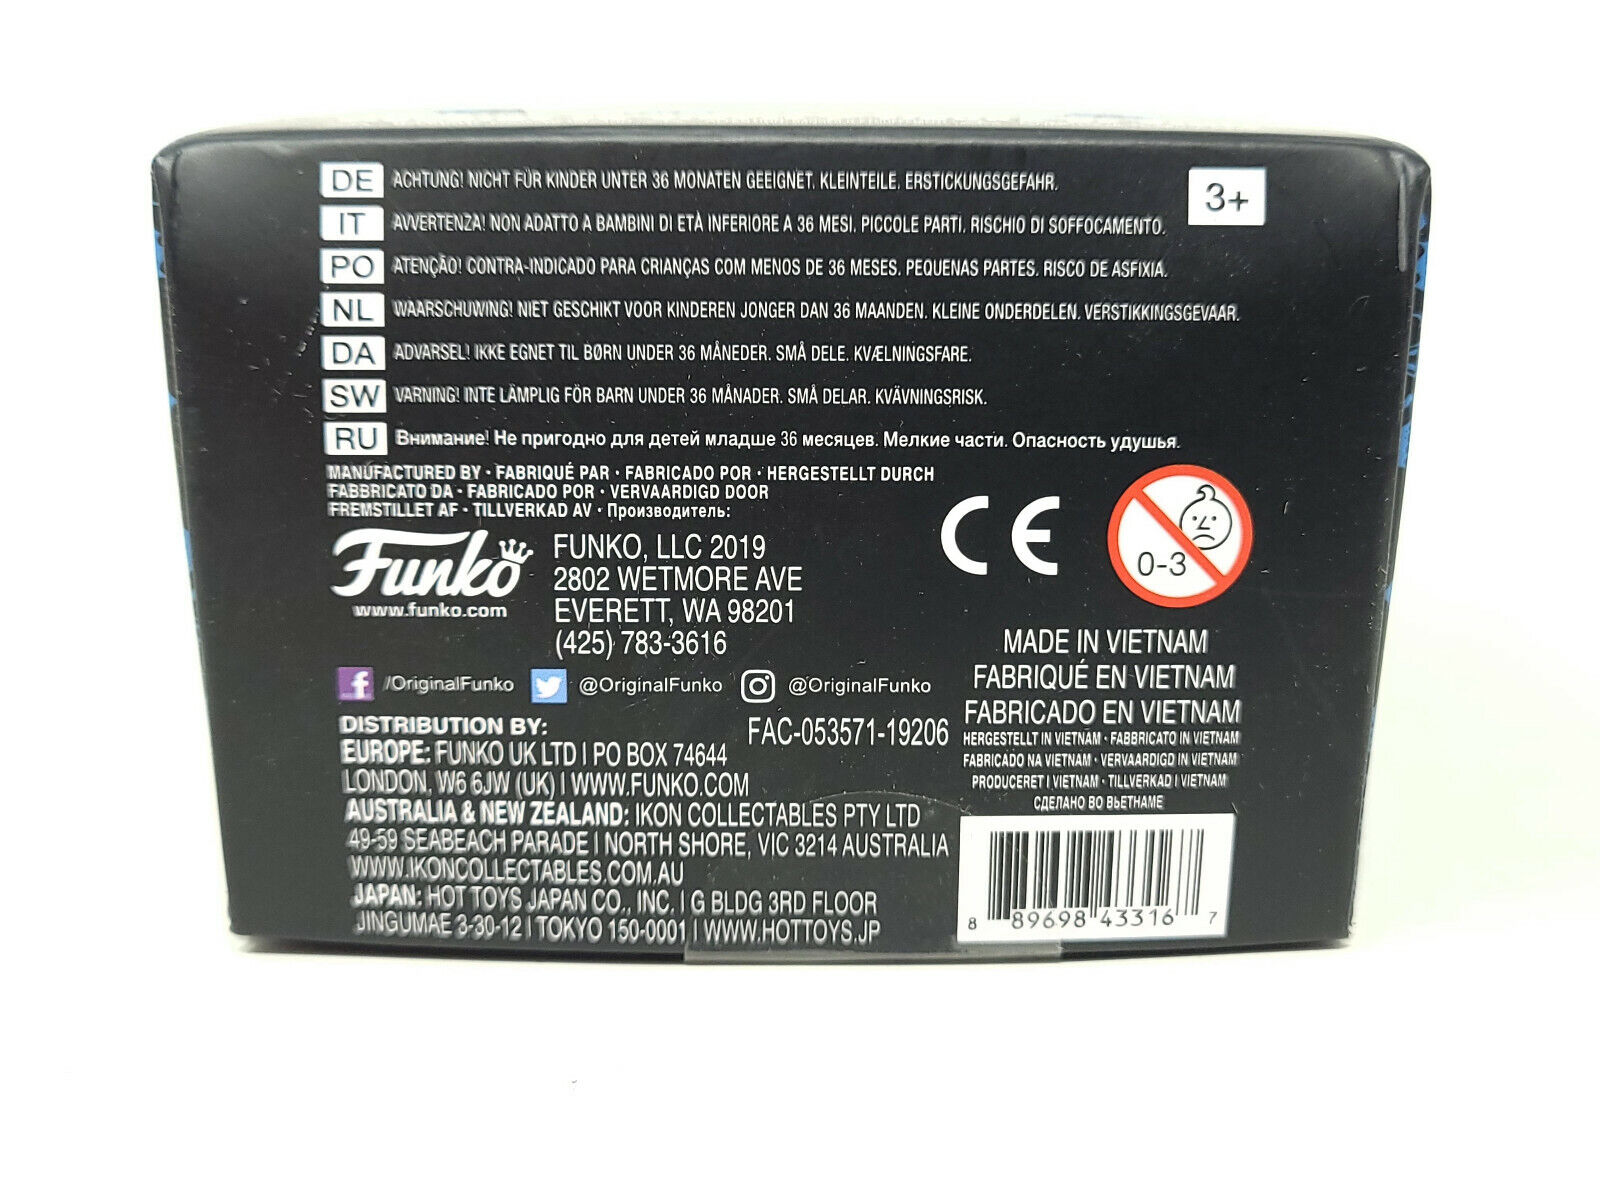 DE ACHTUNG! NICHT FÜR KINDER UNTER 36 MONATEN GEEIGNET. KLEINTEILE. ERSTICKUNGSGEFAHR.
3+
IT AVVERTENZA! NON ADATTO A BAMBINI DI ETÀ INFERIORE A 36 MESI. PICCOLE PARTI. RISCHIO DI SOFFOCAMENTO.
PO ATENÇÃO! CONTRA-INDICADO PARA CRIANÇAS COM MENOS DE 36 MESES. PEQUENAS PARTES. RISCO DE ASFIXIA.
NL WAARSCHUWING! NIET GESCHIKT VOOR KINDEREN JONGER DAN 36 MAANDEN. KLEINE ONDERDELEN. VERSTIKKINGSGEVAAR.
DA ADVARSEL! IKKE EGNET TIL BØRN UNDER 36 MÅNEDER. SMÅ DELE. KVÆLNINGSFARE.
SW VARNING! INTE LÄMPLIG FÖR BARN UNDER 36 MÅNADER. SMÅ DELAR. KVÄVNINGSRISK.
RU Внимание! Не пригодно для детей младше 36 месяцев. Мелкие части. Опасность удушья.
MANUFACTURED BY • FABRIQUÉ PAR • FABRICADO POR • HERGESTELLT DURCH
FABBRICATO DA • FABRICADO POR • VERVAARDIGD DOOR
FREMSTILLET AF • TILLVERKAD AV • Производитель:
Funko
www.funko.com
FUNKO, LLC 2019
2802 WETMORE AVE
EVERETT, WA 98201
(425) 783-3616
CE
0-3
/OriginalFunko @OriginalFunko @OriginalFunko
DISTRIBUTION BY:
FAC-053571-19206
EUROPE: FUNKO UK LTD | PO BOX 74644
LONDON, W6 6JW (UK) | WWW.FUNKO.COM
AUSTRALIA & NEW ZEALAND: IKON COLLECTABLES PTY LTD
49-59 SEABEACH PARADE | NORTH SHORE, VIC 3214 AUSTRALIA
WWW.IKONCOLLECTABLES.COM.AU
JAPAN: HOT TOYS JAPAN CO., INC. | G BLDG 3RD FLOOR
JINGUMAE 3-30-12 | TOKYO 150-0001 | WWW.HOTTOYS.JP
MADE IN VIETNAM
FABRIQUÉ EN VIETNAM
FABRICADO EN VIETNAM
HERGESTELLT IN VIETNAM • FABBRICATO IN VIETNAM
FABRICADO NA VIETNAM • VERVAARDIGD IN VIETNAM
PRODUCERET I VIETNAM • TILLVERKAD I VIETNAM
СДЕЛАНО ВО ВЬЕТНАМЕ
8 89698 43316 7